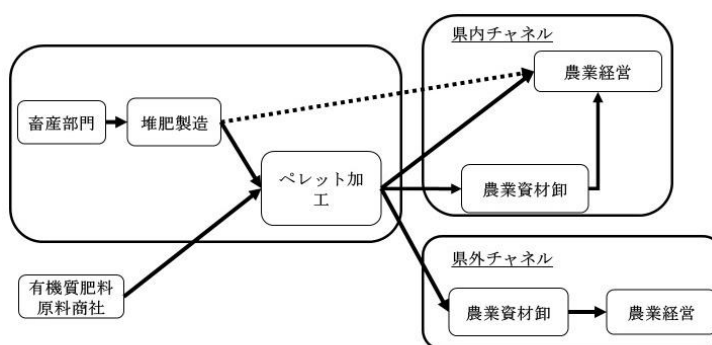 県内チャネル
農業経営
畜産部門
堆肥製造
ペレット加
工
農業資材卸
有機質肥料
原料商社
県外チャネル
農業資材卸
農業経営